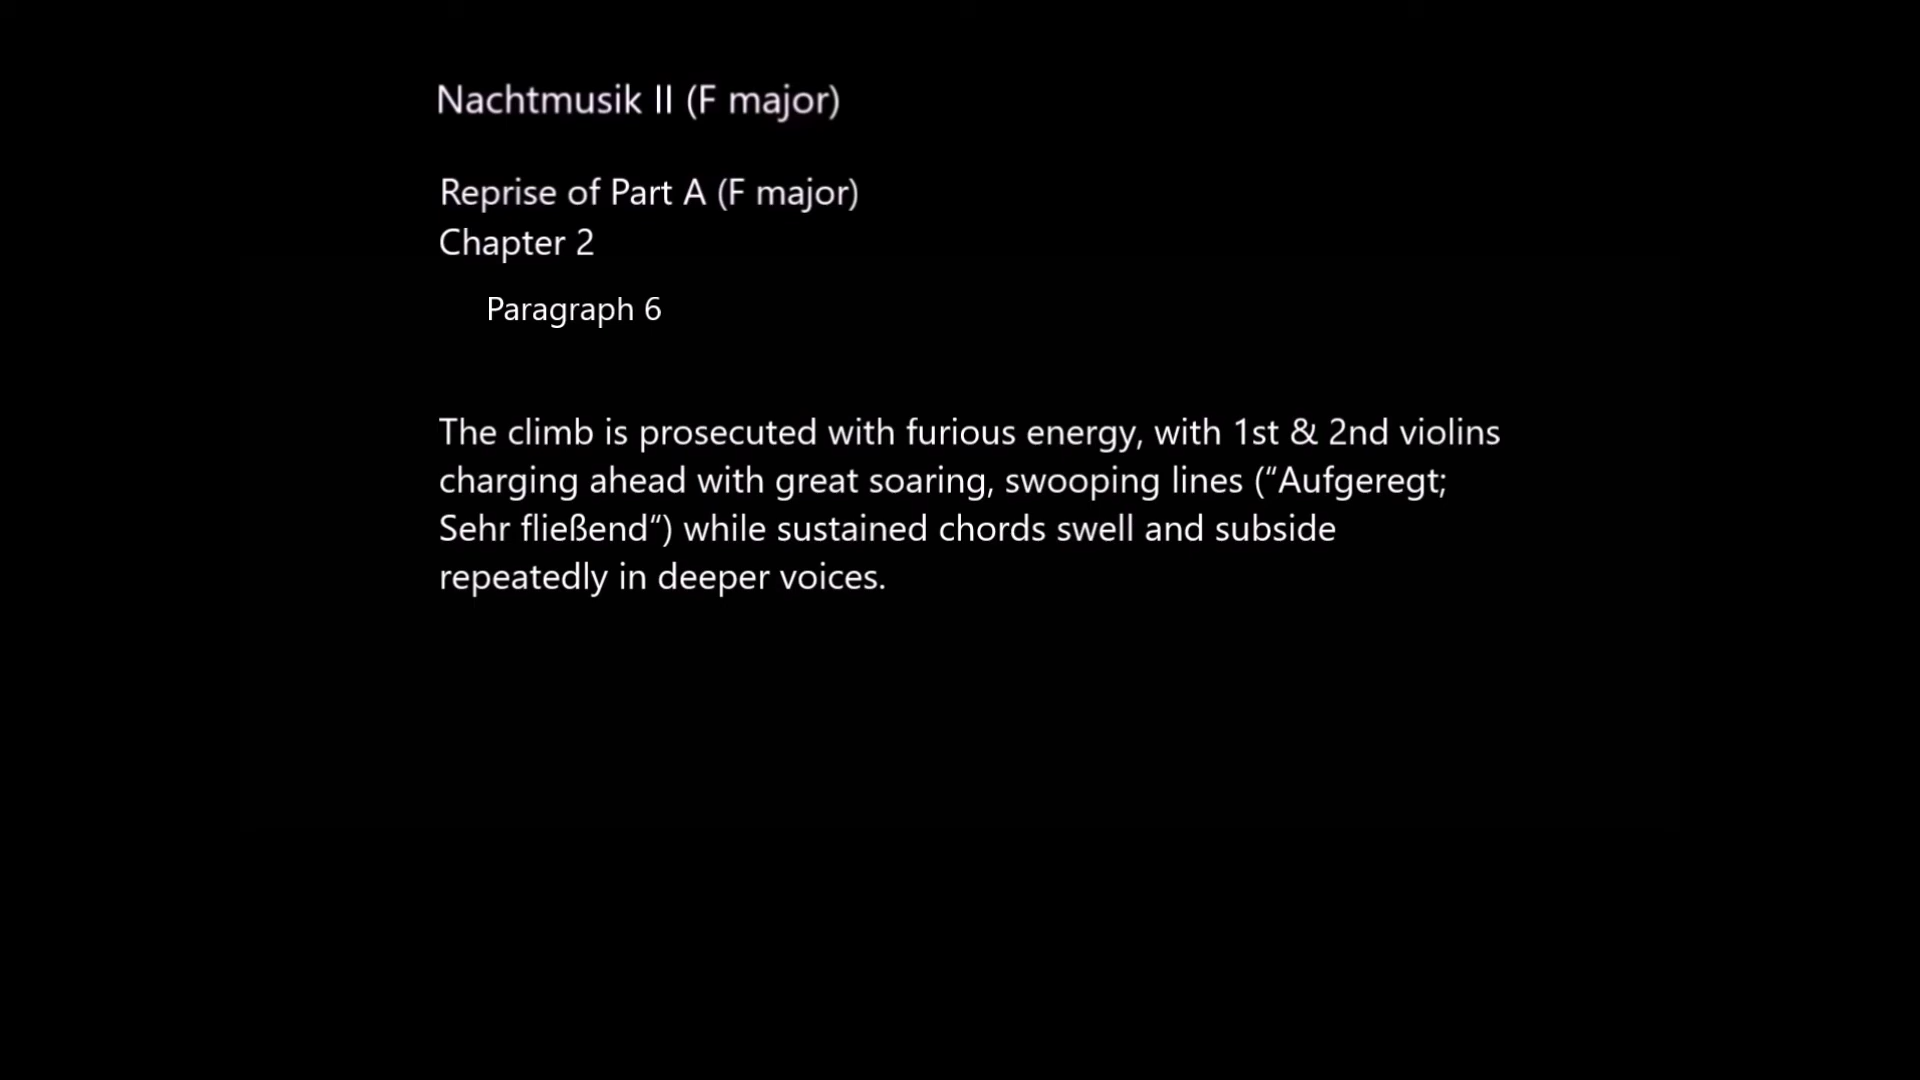 Nachtmusik II (F major)
Reprise of Part A (F major)
Chapter 2
Paragraph 6
The climb is prosecuted with furious energy, with 1st & 2nd violins
charging ahead with great soaring, swooping lines (“Aufgeregt;
Sehr fließend“) while sustained chords swell and subside
repeatedly in deeper voices.